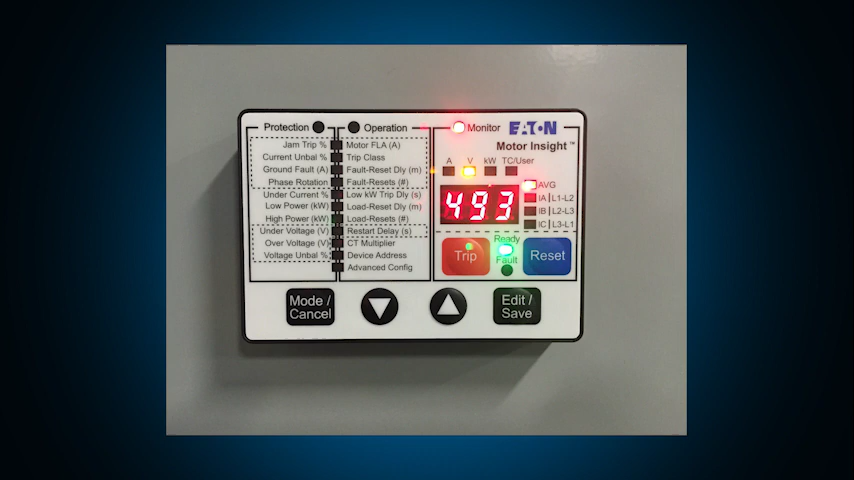 Protection
Jam Trip %
Current Unbal %
Ground Fault (A)
Phase Rotation
Under Current %
Low Power (kW)
High Power (kW)
Under Voltage (V)
Over Voltage (V)
Voltage Unbal %
Operation
Motor FLA (A)
Trip Class
Fault-Reset Dly (m)
Fault-Resets (#)
Low kW Trip Dly (s)
Load-Reset Dly (m)
Load-Resets (#)
Restart Delay (s)
CT Multiplier
Device Address
Advanced Config
Monitor EATON
Motor Insight™
A V kW TC/User
493
AVG
IA | L1-L2
IB | L2-L3
IC | L3-L1
Trip
Ready
Fault
Reset
Mode /
Cancel
Edit /
Save